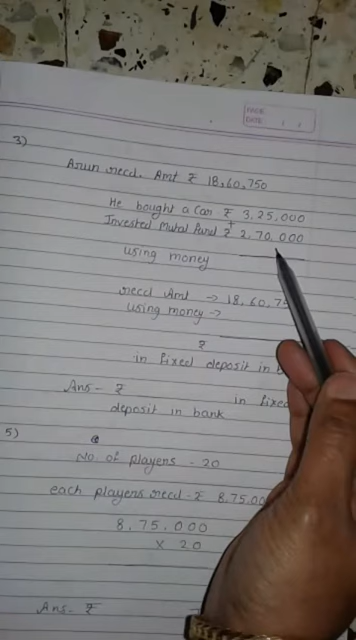 PAGE
DATE
3)
Arun recd. Amt ₹ 18,60,750
He bought a Car ₹ 3,25,000
+
Invested Mutal Fund ₹ 2,70,000
using money
recd Amt → 18,60,75
using money →
₹
in fixed deposit in b
Ans - ₹ in fixed
deposit in bank
5)
No. of players - 20
each players recd - ₹ 8,75,00
8,75,000
X 20
Ans - ₹